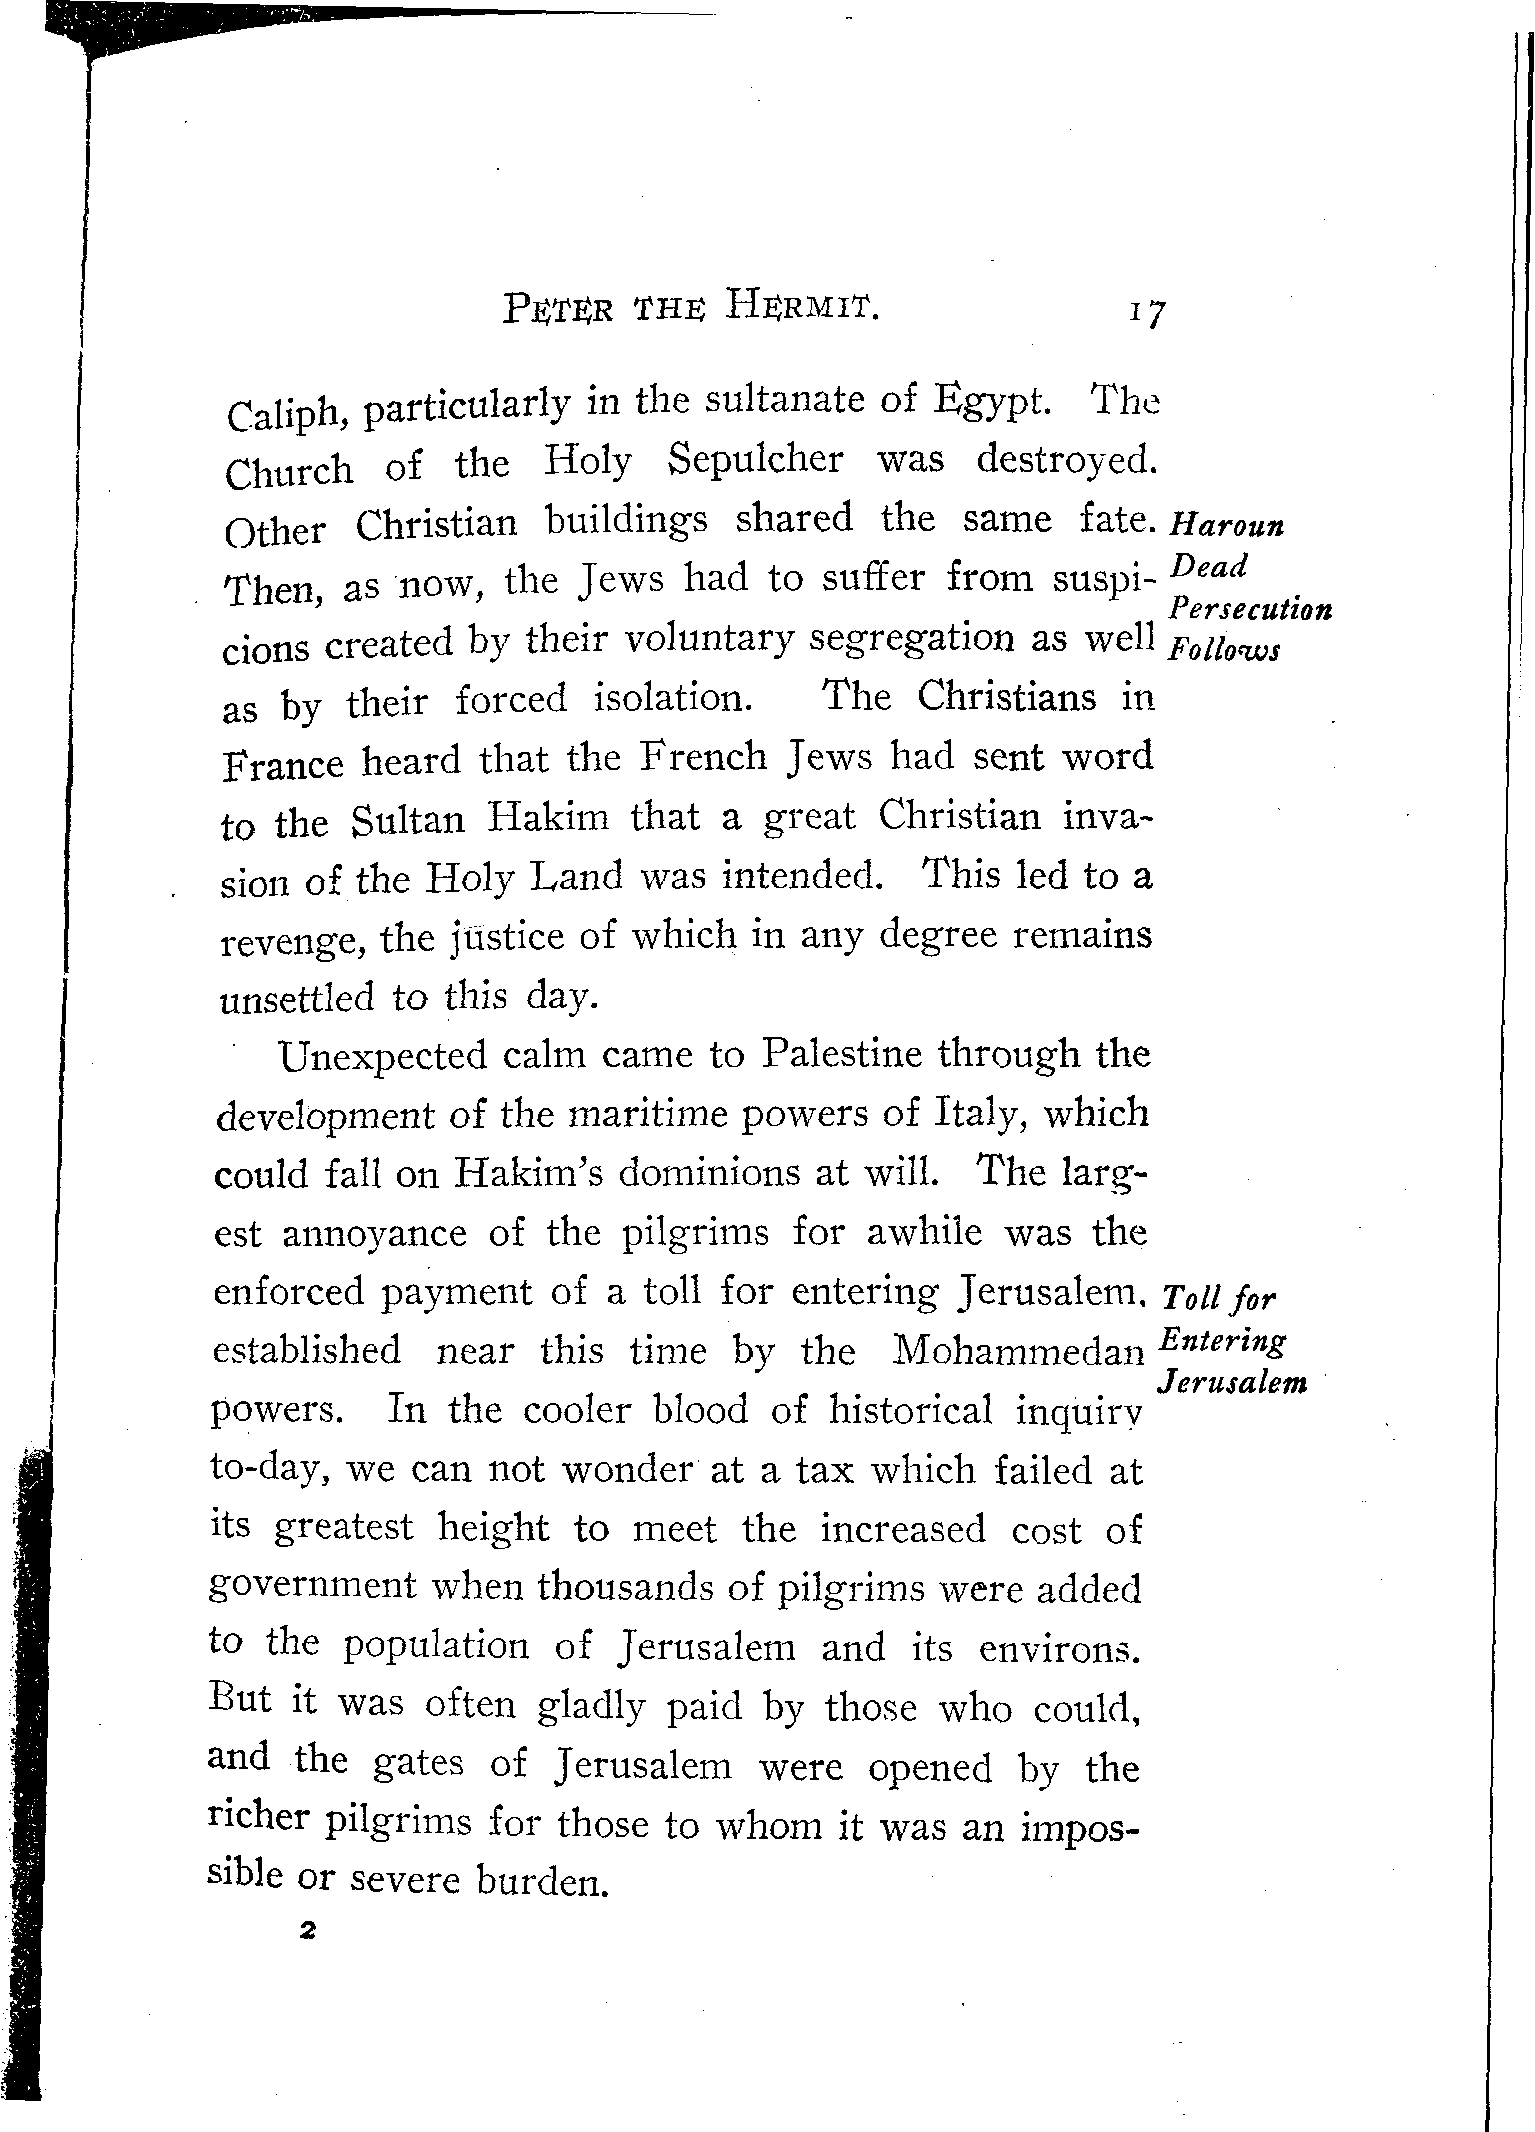 PETER THE HERMIT. 17
Caliph, particularly in the sultanate of Egypt. The
Church of the Holy Sepulcher was destroyed.
Other Christian buildings shared the same fate.
Then, as now, the Jews had to suffer from suspi-
cions created by their voluntary segregation as well
as by their forced isolation. The Christians in
France heard that the French Jews had sent word
to the Sultan Hakim that a great Christian inva-
sion of the Holy Land was intended. This led to a
revenge, the justice of which in any degree remains
unsettled to this day.
Haroun
Dead
Persecution
Follows
Unexpected calm came to Palestine through the
development of the maritime powers of Italy, which
could fall on Hakim's dominions at will. The larg-
est annoyance of the pilgrims for awhile was the
enforced payment of a toll for entering Jerusalem,
established near this time by the Mohammedan
powers. In the cooler blood of historical inquiry
to-day, we can not wonder at a tax which failed at
its greatest height to meet the increased cost of
government when thousands of pilgrims were added
to the population of Jerusalem and its environs.
But it was often gladly paid by those who could,
and the gates of Jerusalem were opened by the
richer pilgrims for those to whom it was an impos-
sible or severe burden.
Toll for
Entering
Jerusalem
2